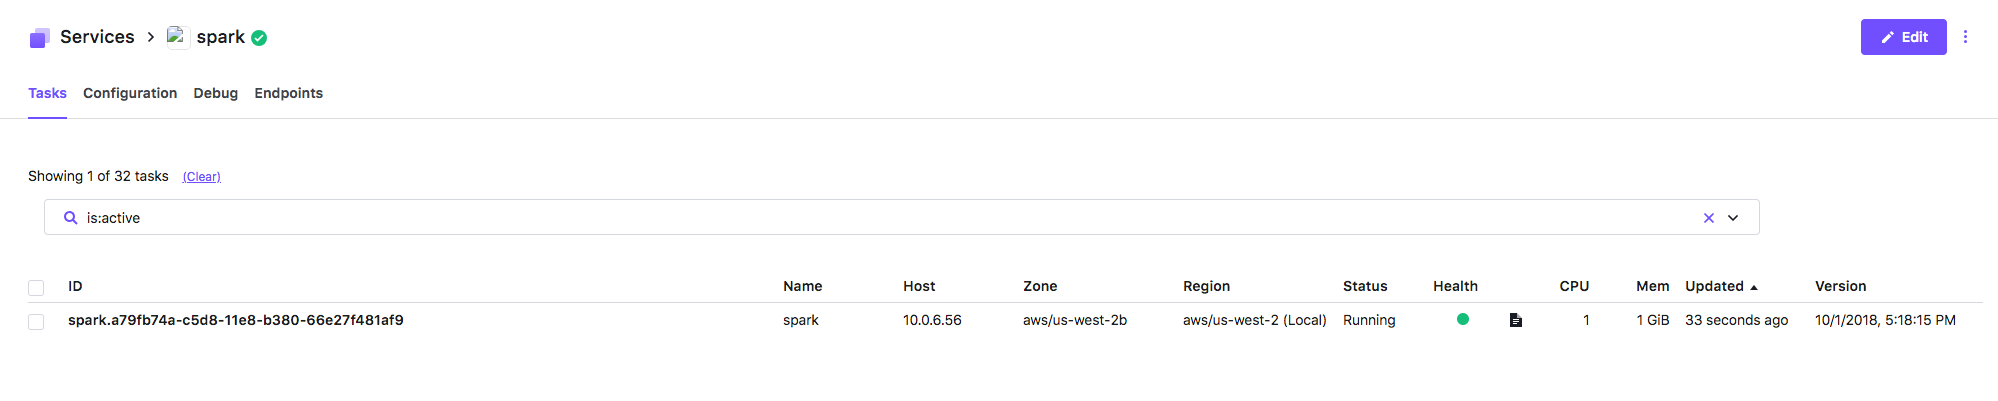 Services > spark
Edit
Tasks Configuration Debug Endpoints
Showing 1 of 32 tasks (Clear)
is:active
ID Name Host Zone Region Status Health CPU Mem Updated Version
spark.a79fb74a-c5d8-11e8-b380-66e27f481af9 spark 10.0.6.56 aws/us-west-2b aws/us-west-2 (Local) Running 1 1 GiB 33 seconds ago 10/1/2018, 5:18:15 PM